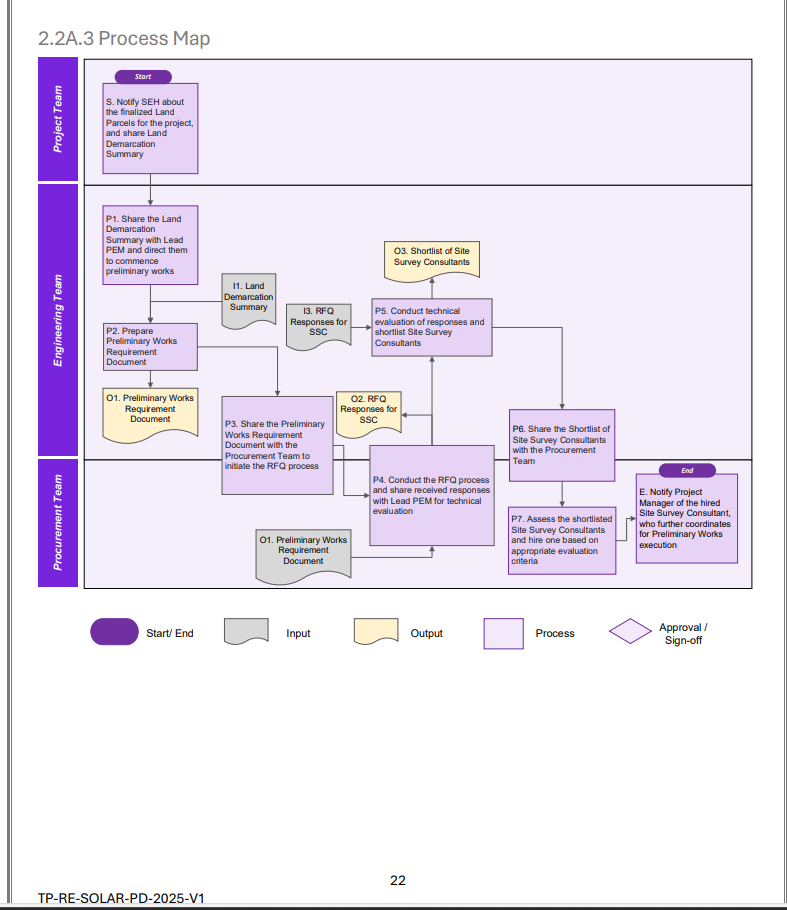 2.2A.3 Process Map
Project Team
Start
S. Notify SEH about
the finalized Land
Parcels for the project,
and share Land
Demarcation
Summary
Engineering Team
P1. Share the Land
Demarcation
Summary with Lead
PEM and direct them
to commence
preliminary works
I1. Land
Demarcation
Summary
P2. Prepare
Preliminary Works
Requirement
Document
O1. Preliminary Works
Requirement
Document
P3. Share the Preliminary
Works Requirement
Document with the
Procurement Team to
initiate the RFQ process
I3. RFQ
Responses for
SSC
O3. Shortlist of Site
Survey Consultants
P5. Conduct technical
evaluation of responses and
shortlist Site Survey
Consultants
O2. RFQ
Responses for
SSC
P6. Share the Shortlist of
Site Survey Consultants
with the Procurement
Team
Procurement Team
P4. Conduct the RFQ process
and share received responses
with Lead PEM for technical
evaluation
O1. Preliminary Works
Requirement
Document
P7. Assess the shortlisted
Site Survey Consultants
and hire one based on
appropriate evaluation
criteria
End
E. Notify Project
Manager of the hired
Site Survey Consultant,
who further coordinates
for Preliminary Works
execution
Start/ End
Input
Output
Process
Approval /
Sign-off
22
TP-RE-SOLAR-PD-2025-V1